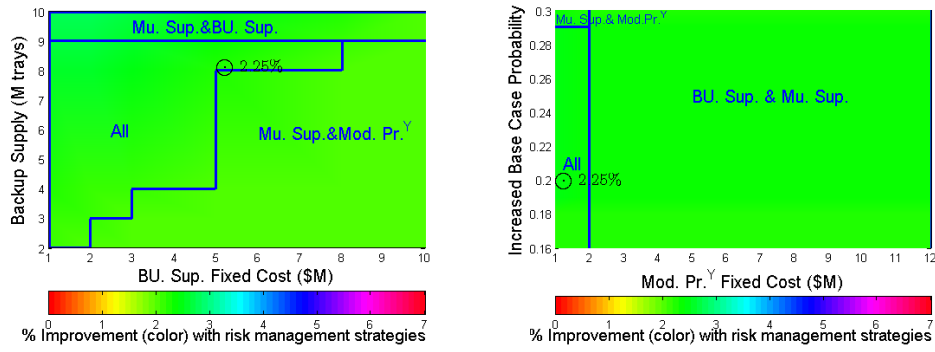 10
Mu. Sup.&BU. Sup.
9
8
2.25%
7
6
All
Mu. Sup.&Mod. Pr.Y
5
4
3
2
Backup Supply (M trays)
1 2 3 4 5 6 7 8 9 10
BU. Sup. Fixed Cost ($M)
0 1 2 3 4 5 6 7
% Improvement (color) with risk management strategies
0.3
Mu. Sup.& Mod Pr.Y
0.28
0.26
BU. Sup. & Mu. Sup.
0.24
0.22
All
0.2
2.25%
0.18
0.16
Increased Base Case Probability
1 2 3 4 5 6 7 8 9 10 11 12
Mod. Pr.Y Fixed Cost ($M)
0 1 2 3 4 5 6 7
% Improvement (color) with risk management strategies